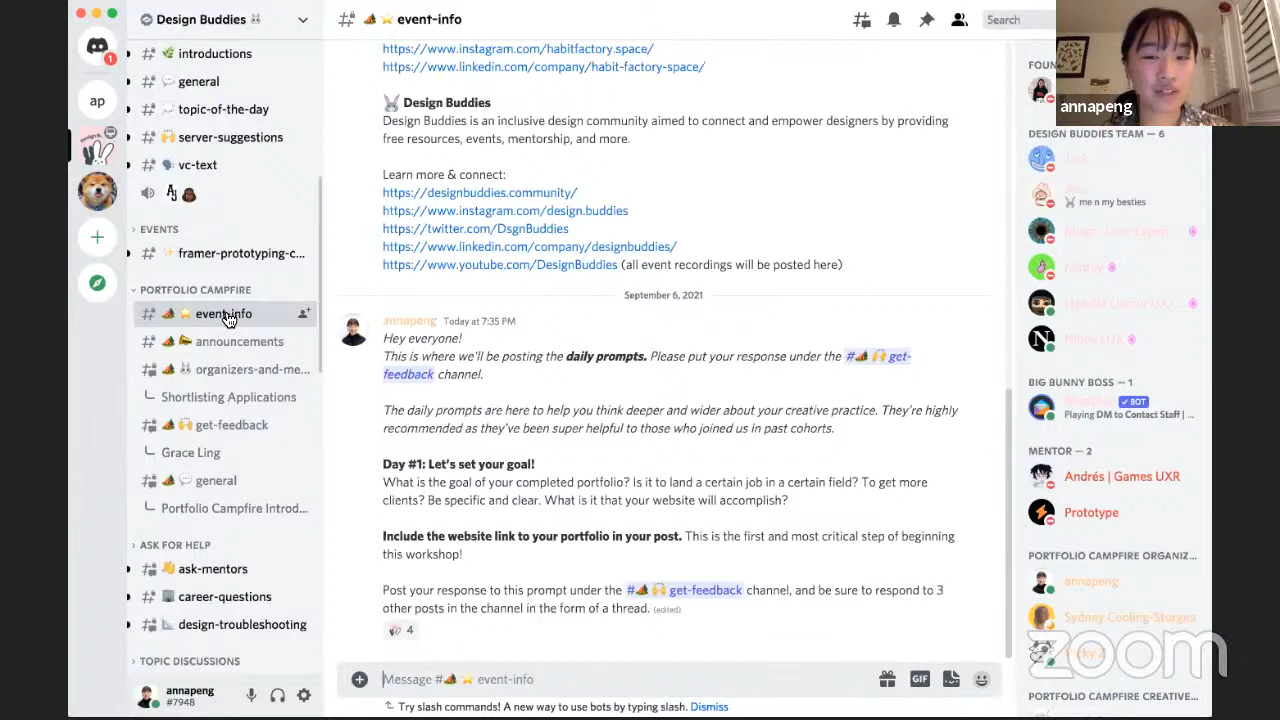 Design Buddies
introductions
general
topic-of-the-day
server-suggestions
vc-text
EVENTS
framer-prototyping-c...
PORTFOLIO CAMPFIRE
event-info
announcements
organizers-and-me...
Shortlisting Applications
get-feedback
Grace Ling
general
Portfolio Campfire Introd...
ASK FOR HELP
ask-mentors
career-questions
design-troubleshooting
TOPIC DISCUSSIONS
annapeng
#7948
1
ap
event-info
Search
https://www.instagram.com/habitfactory.space/
https://www.linkedin.com/company/habit-factory-space/
Design Buddies
Design Buddies is an inclusive design community aimed to connect and empower designers by providing
free resources, events, mentorship, and more.
Learn more & connect:
https://designbuddies.community/
https://www.instagram.com/design.buddies
https://twitter.com/DsgnBuddies
https://www.linkedin.com/company/designbuddies/
https://www.youtube.com/DesignBuddies (all event recordings will be posted here)
September 6, 2021
annapeng Today at 7:35 PM
Hey everyone!
This is where we'll be posting the daily prompts. Please put your response under the # get-
feedback channel.
The daily prompts are here to help you think deeper and wider about your creative practice. They're highly
recommended as they've been super helpful to those who joined us in past cohorts.
Day #1: Let's set your goal!
What is the goal of your completed portfolio? Is it to land a certain job in a certain field? To get more
clients? Be specific and clear. What is it that your website will accomplish?
Include the website link to your portfolio in your post. This is the first and most critical step of beginning
this workshop!
Post your response to this prompt under the # get-feedback channel, and be sure to respond to 3
other posts in the channel in the form of a thread. (edited)
4
Message # event-info
GIF
Try slash commands! A new way to use bots by typing slash. Dismiss
annapeng
FOUN
DESIGN BUDDIES TEAM — 6
me n my besties
BIG BUNNY BOSS — 1
BOT
Playing DM to Contact Staff | ...
MENTOR — 2
Andrés | Games UXR
Prototype
PORTFOLIO CAMPFIRE ORGANIZ...
annapeng
Sydney Cooling-Sturges
Vicky Z
PORTFOLIO CAMPFIRE CREATIVE...
zoom